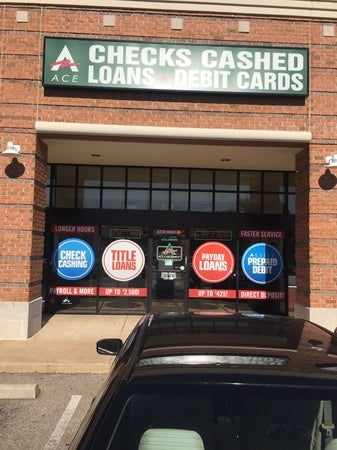 ACE
CHECKS CASHED
LOANS DEBIT CARDS
LONGER HOURS
CHECK
CASHING
PAYROLL & MORE
TITLE
LOANS
UP TO $2,500!
PAYDAY
LOANS
UP TO $425!
FASTER SERVICE
PREPAID
DEBIT
DIRECT DEPOSIT!